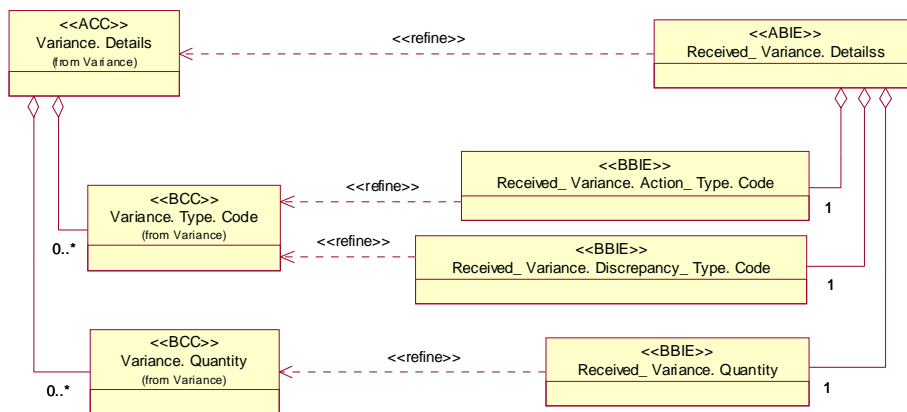 <<ACC>>
Variance. Details
(from Variance)
<<refine>>
<<ABIE>>
Received_ Variance. Detailss
<<BCC>>
Variance. Type. Code
(from Variance)
0..*
<<refine>>
<<BBIE>>
Received_ Variance. Action_ Type. Code
1
<<refine>>
<<BBIE>>
Received_ Variance. Discrepancy_ Type. Code
1
<<BCC>>
Variance. Quantity
(from Variance)
0..*
<<refine>>
<<BBIE>>
Received_ Variance. Quantity
1